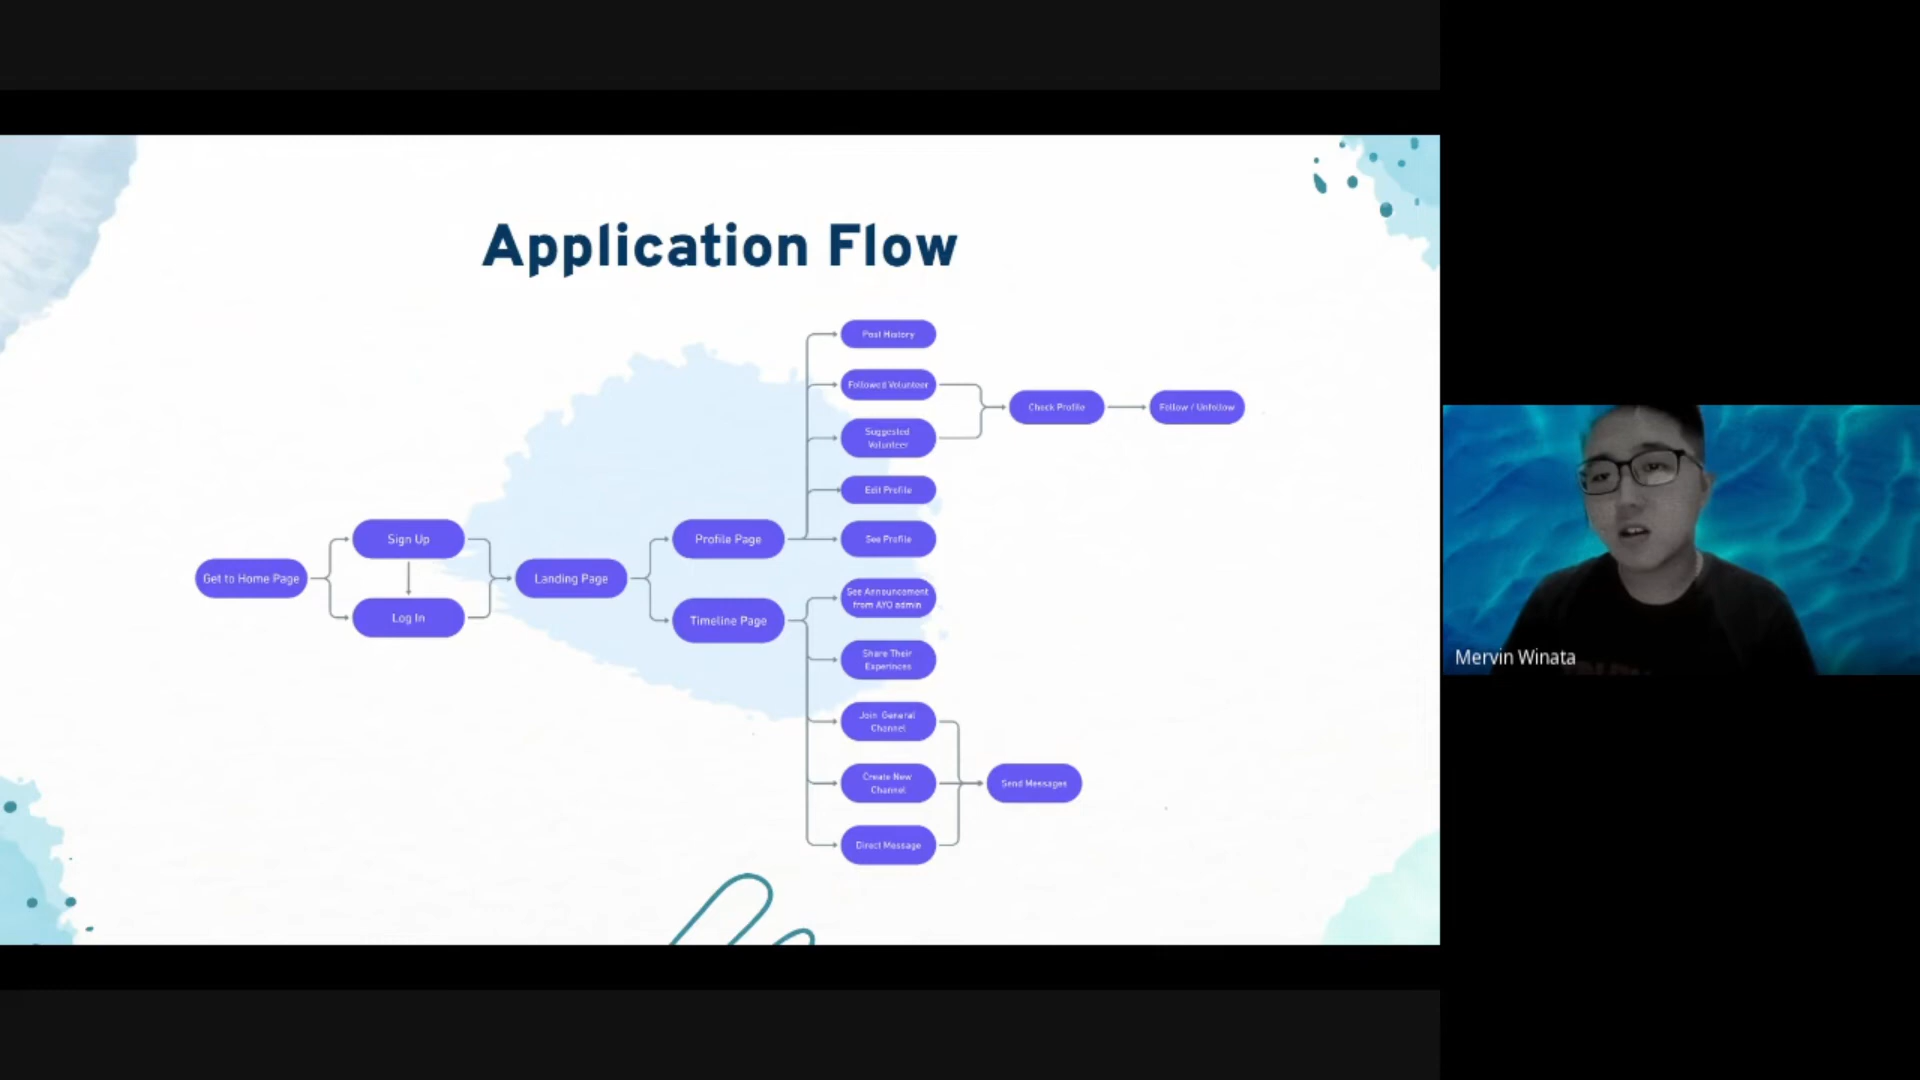 Application Flow
Post History
Followed Volunteer
Check Profile
Follow / Unfollow
Suggested
Volunteer
Edit Profile
Sign Up
Profile Page
See Profile
Get to Home Page
Landing Page
See Announcement
from AYO admin
Log In
Timeline Page
Share Their
Experinces
Join General
Channel
Create New
Channel
Send Messages
Direct Message
Mervin Winata